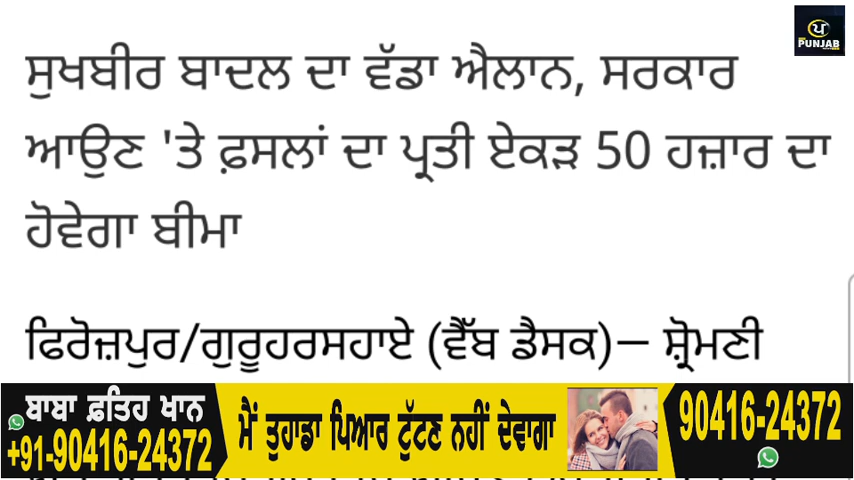 ਪ
PUNJAB
ਸੁਖਬੀਰ ਬਾਦਲ ਦਾ ਵੱਡਾ ਐਲਾਨ, ਸਰਕਾਰ
ਆਉਣ 'ਤੇ ਫ਼ਸਲਾਂ ਦਾ ਪ੍ਰਤੀ ਏਕੜ 50 ਹਜ਼ਾਰ ਦਾ
ਹੋਵੇਗਾ ਬੀਮਾ
ਫਿਰੋਜ਼ਪੁਰ/ਗੁਰੂਹਰਸਹਾਏ (ਵੈੱਬ ਡੈਸਕ)— ਸ਼੍ਰੋਮਣੀ
ਬਾਬਾ ਫ਼ਤਿਹ ਖਾਨ
+91-90416-24372
ਮੈਂ ਤੁਹਾਡਾ ਪਿਆਰ ਟੁੱਟਣ ਨਹੀਂ ਦੇਵਾਗਾ
90416-24372